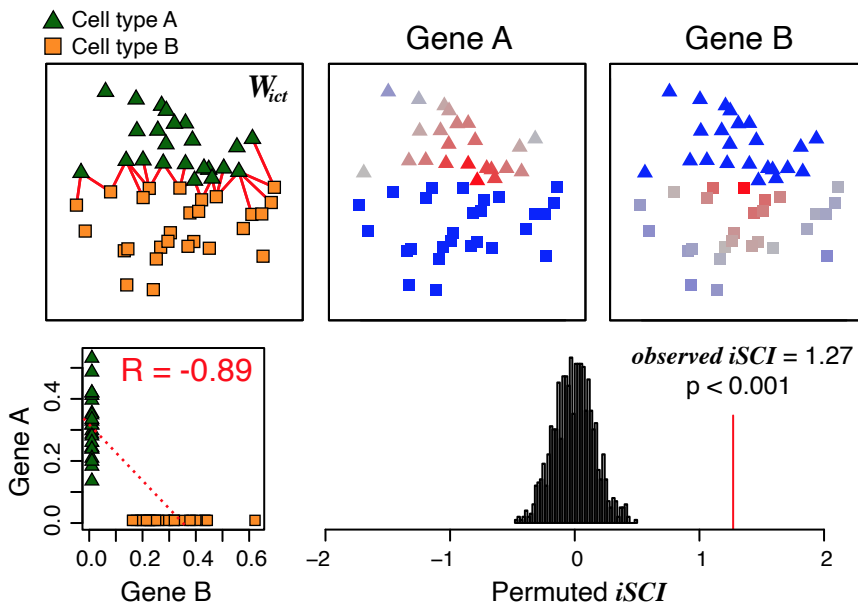 Cell type A
Cell type B
Gene A
Gene B
Wict
R = -0.89
Gene A
0.0
0.2
0.4
0.0
0.2
0.4
0.6
Gene B
observed iSCI = 1.27
p < 0.001
−2
−1
0
1
2
Permuted iSCI